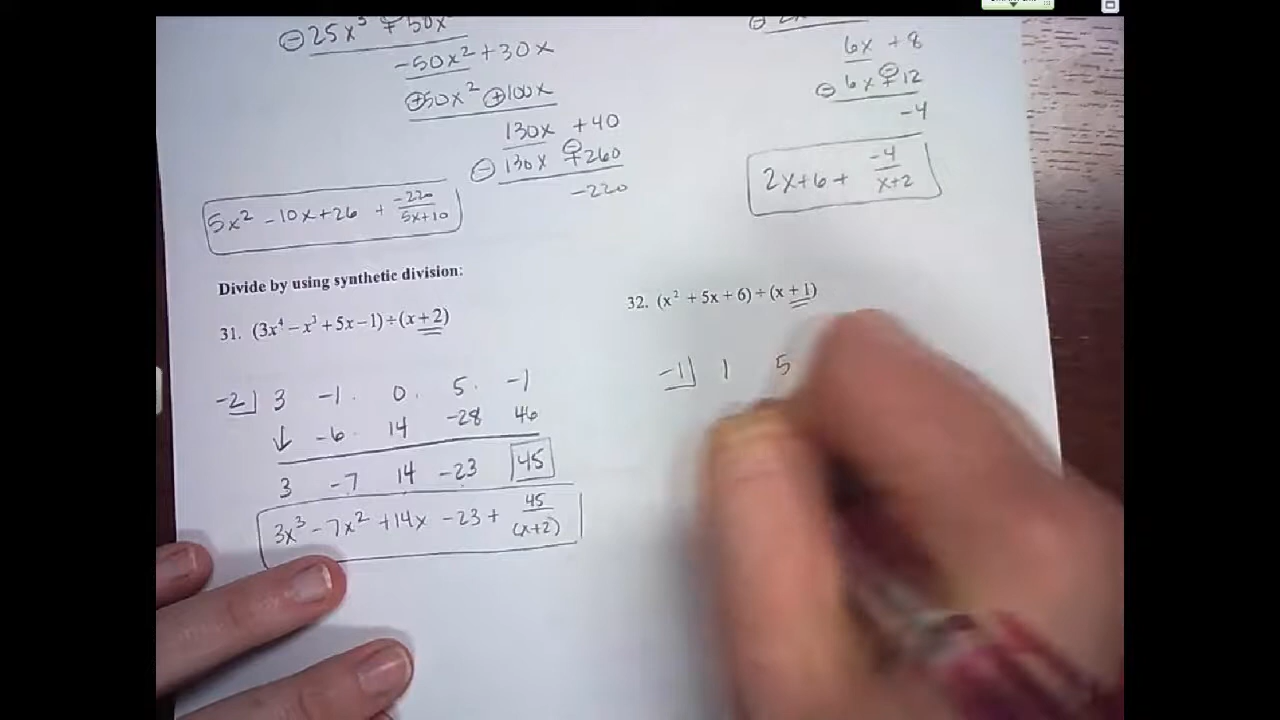 ⊖25x³ ∓50x²
-50x² +30x
⊕50x² ⊕100x
130x +40
⊖ 130x ∓260
-220
5x² -10x+26 + -220/5x+10
6x +8
⊖ 6x ∓12
-4
2x+6+ -4/x+2
Divide by using synthetic division:
31. (3x⁴ – x³ + 5x – 1) ÷ (x + 2)
-2 3 -1 0 5 -1
↓ -6 14 -28 46
3 -7 14 -23 45
3x³ -7x² +14x -23 + 45/(x+2)
32. (x² + 5x + 6) ÷ (x + 1)
-1 1 5